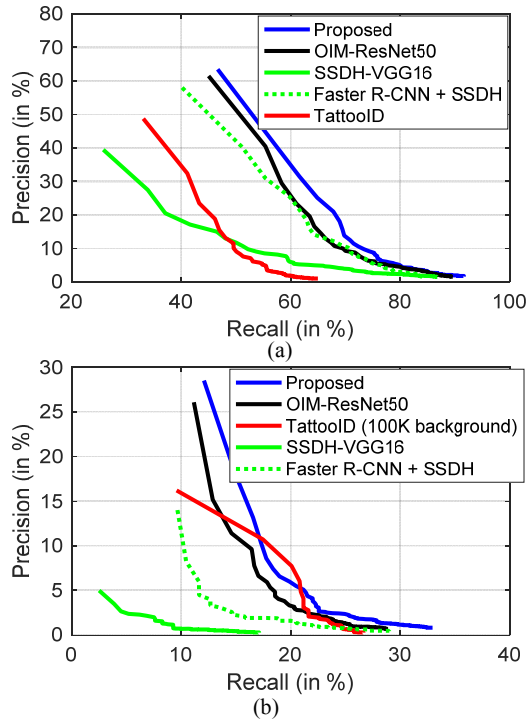 80
70
60
50
40
30
20
10
0
Precision (in %)
Proposed
OIM-ResNet50
SSDH-VGG16
Faster R-CNN + SSDH
TattooID
20 40 60 80 100
Recall (in %)
(a)
30
25
20
15
10
5
0
Precision (in %)
Proposed
OIM-ResNet50
TattooID (100K background)
SSDH-VGG16
Faster R-CNN + SSDH
0 10 20 30 40
Recall (in %)
(b)